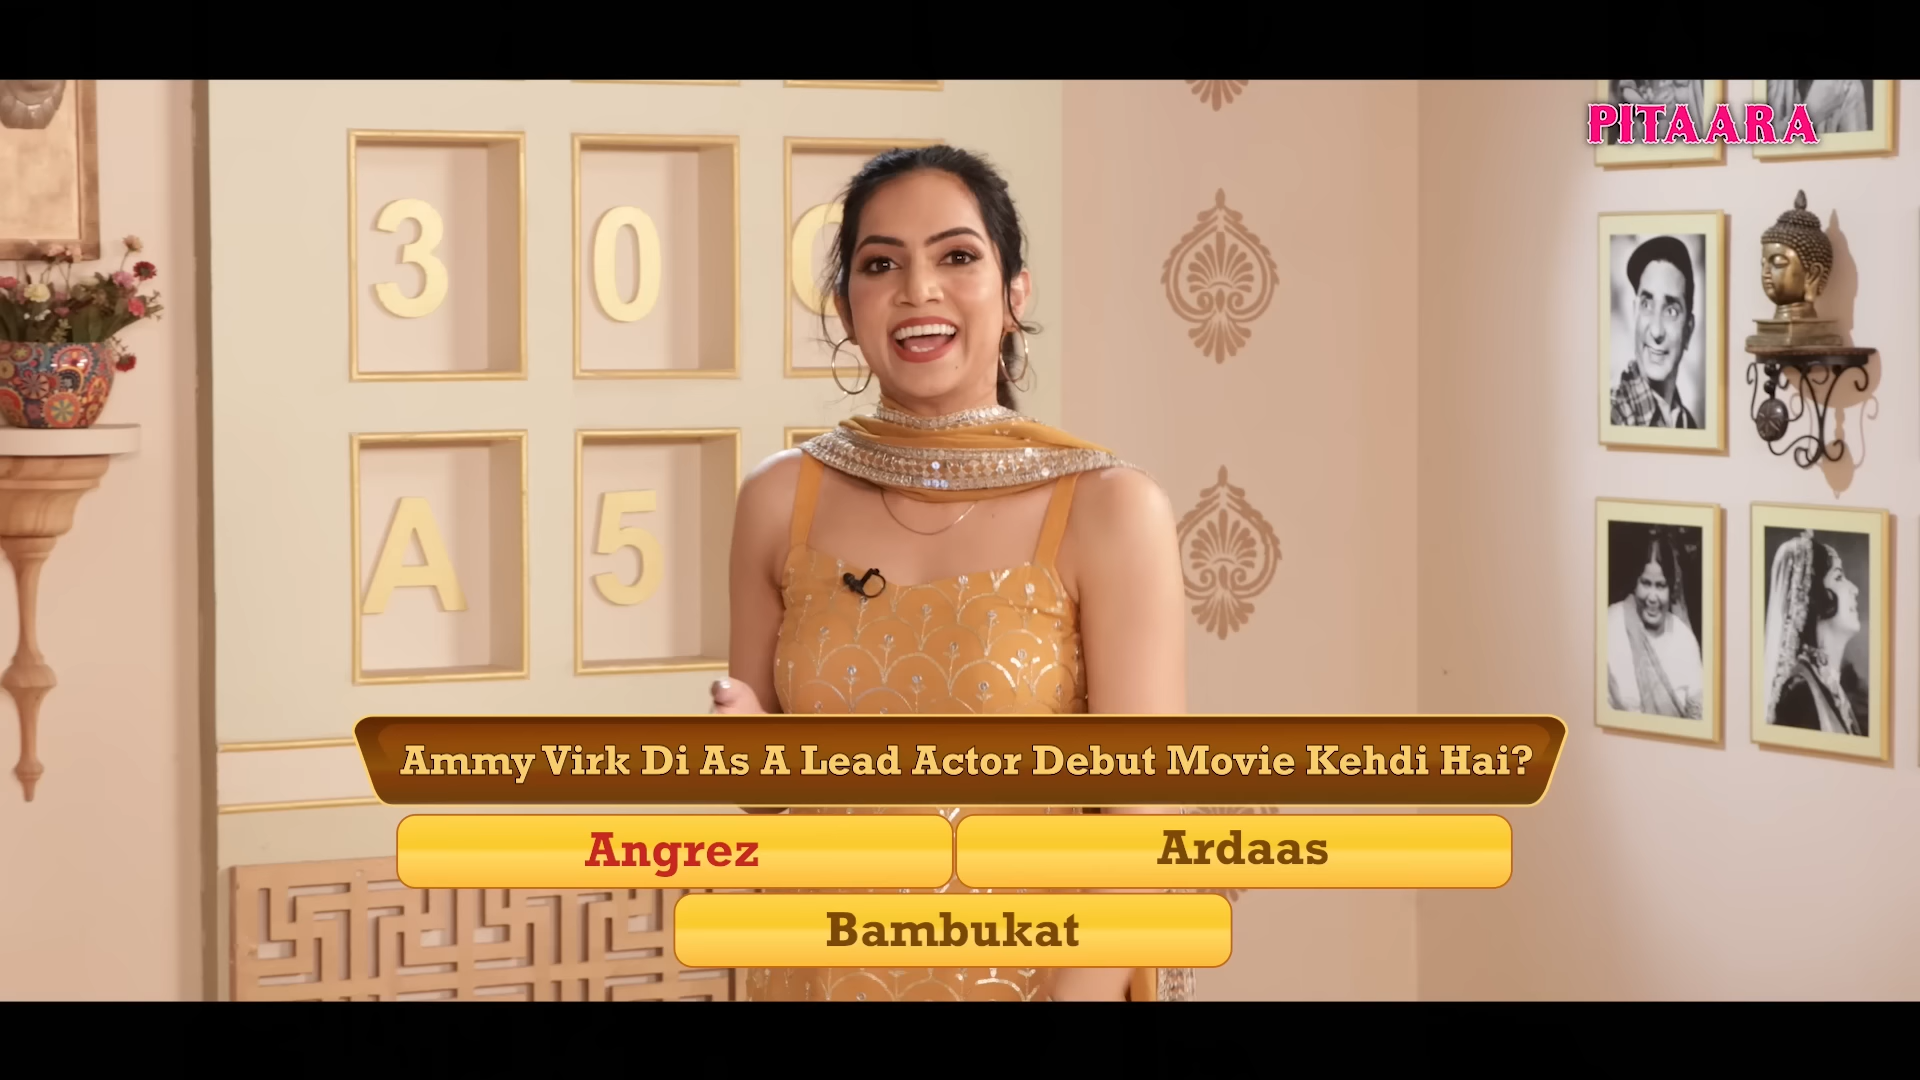 PITAARA
3 0
A 5
Ammy Virk Di As A Lead Actor Debut Movie Kehdi Hai?
Angrez
Ardaas
Bambukat